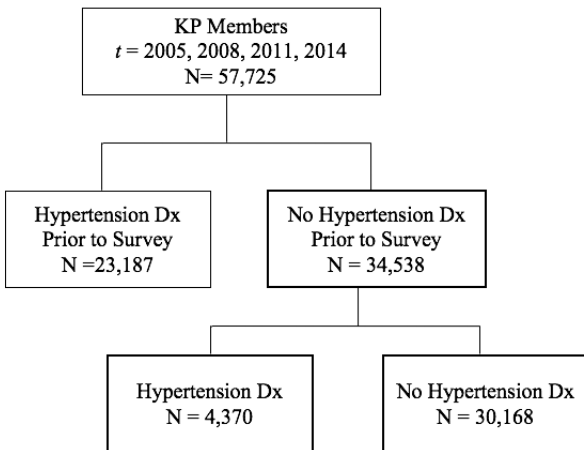 KP Members
t = 2005, 2008, 2011, 2014
N= 57,725
Hypertension Dx
Prior to Survey
N =23,187
No Hypertension Dx
Prior to Survey
N = 34,538
Hypertension Dx
N = 4,370
No Hypertension Dx
N = 30,168